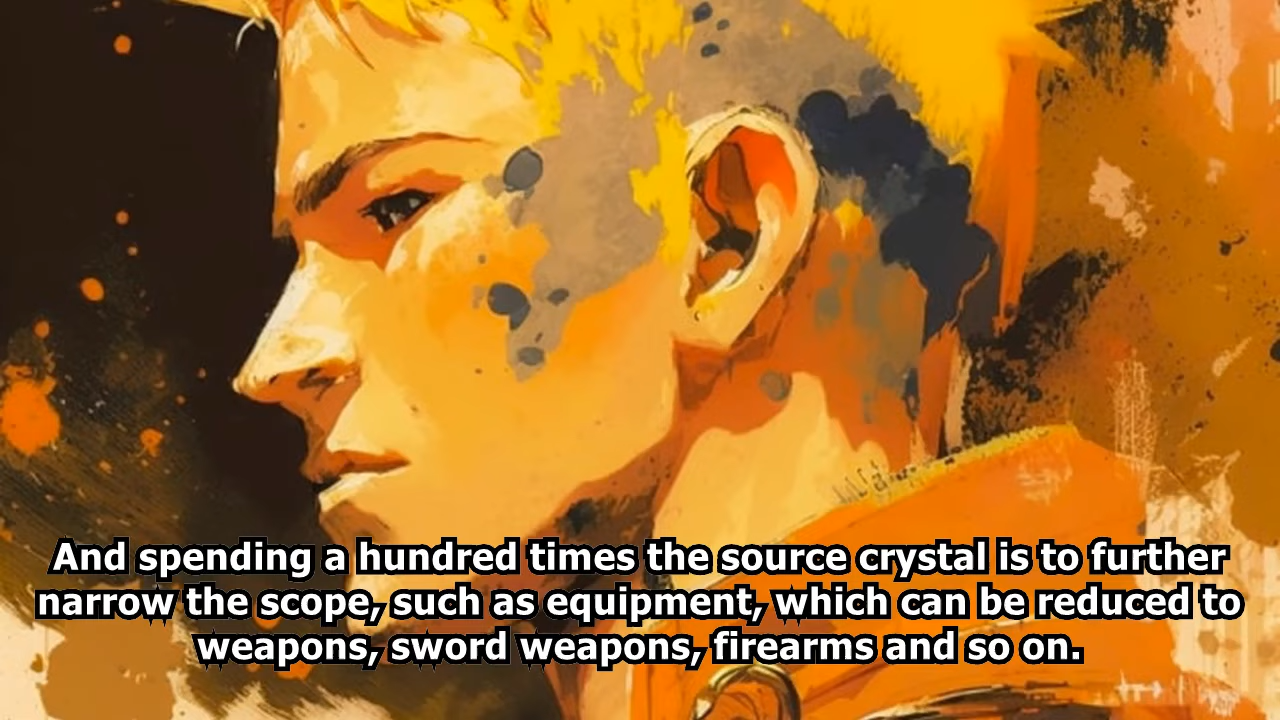 And spending a hundred times the source crystal is to further
narrow the scope, such as equipment, which can be reduced to
weapons, sword weapons, firearms and so on.